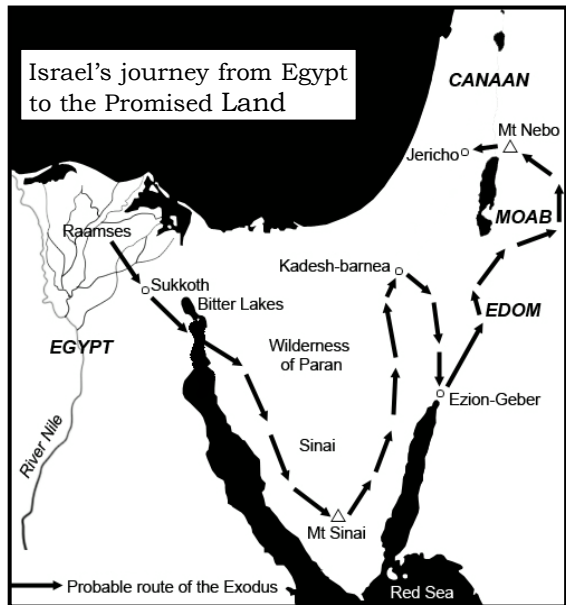 Israel's journey from Egypt
to the Promised Land
CANAAN
Mt Nebo
Jericho
MOAB
Raamses
Kadesh-barnea
Sukkoth
Bitter Lakes
EDOM
EGYPT
Wilderness
of Paran
Ezion-Geber
River Nile
Sinai
Mt Sinai
Probable route of the Exodus
Red Sea